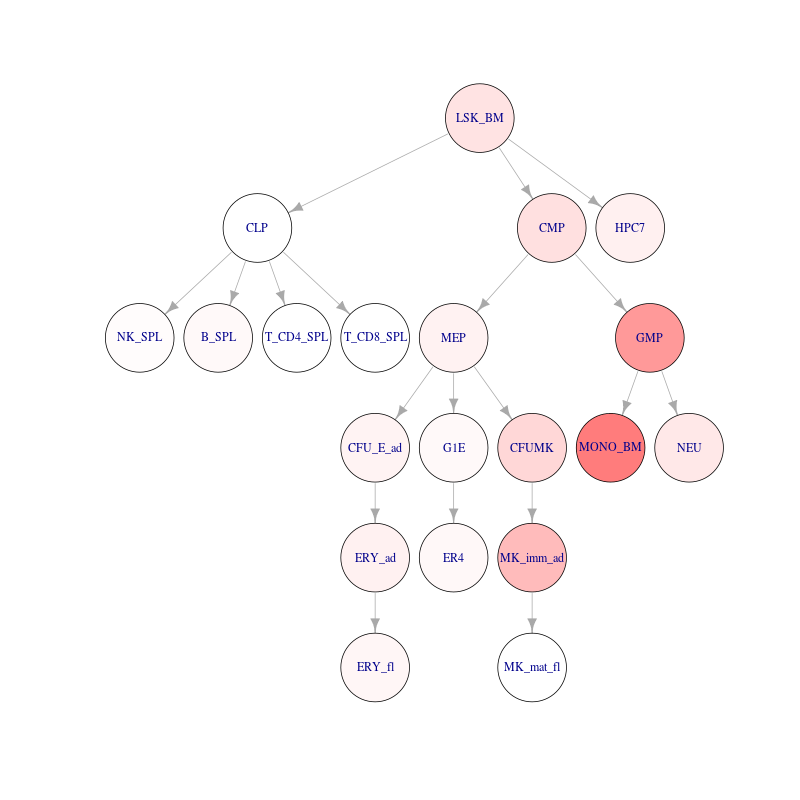 LSK_BM
CLP
CMP
HPC7
NK_SPL
B_SPL
T_CD4_SPL
T_CD8_SPL
MEP
GMP
CFU_E_ad
G1E
CFUMK
MONO_BM
NEU
ERY_ad
ER4
MK_imm_ad
ERY_fl
MK_mat_fl